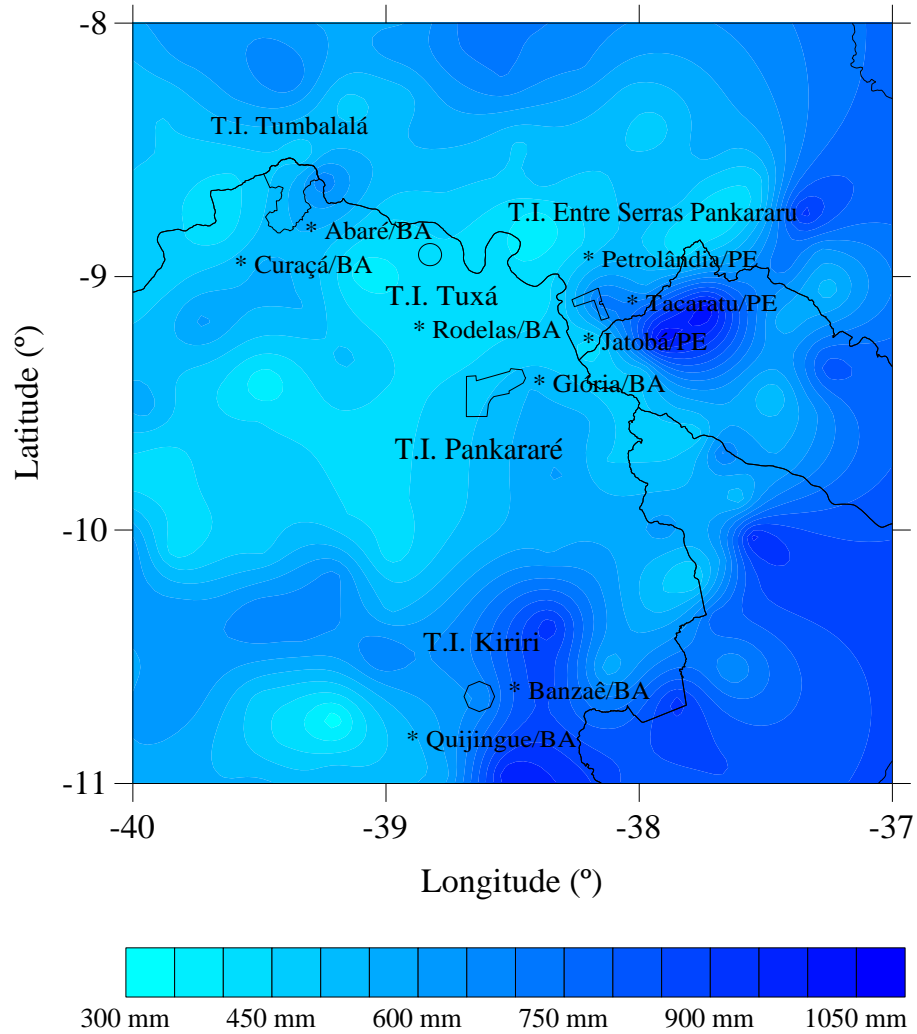 -8
T.I. Tumbalalá
T.I. Entre Serras Pankararu
* Abaré/BA
* Curaçá/BA
* Petrolândia/PE
-9
T.I. Tuxá
* Tacaratu/PE
* Rodelas/BA
* Jatobá/PE
* Glória/BA
T.I. Pankararé
Latitude (º)
-10
T.I. Kiriri
* Banzaê/BA
* Quijingue/BA
-11
-40 -39 -38 -37
Longitude (º)
300 mm 450 mm 600 mm 750 mm 900 mm 1050 mm